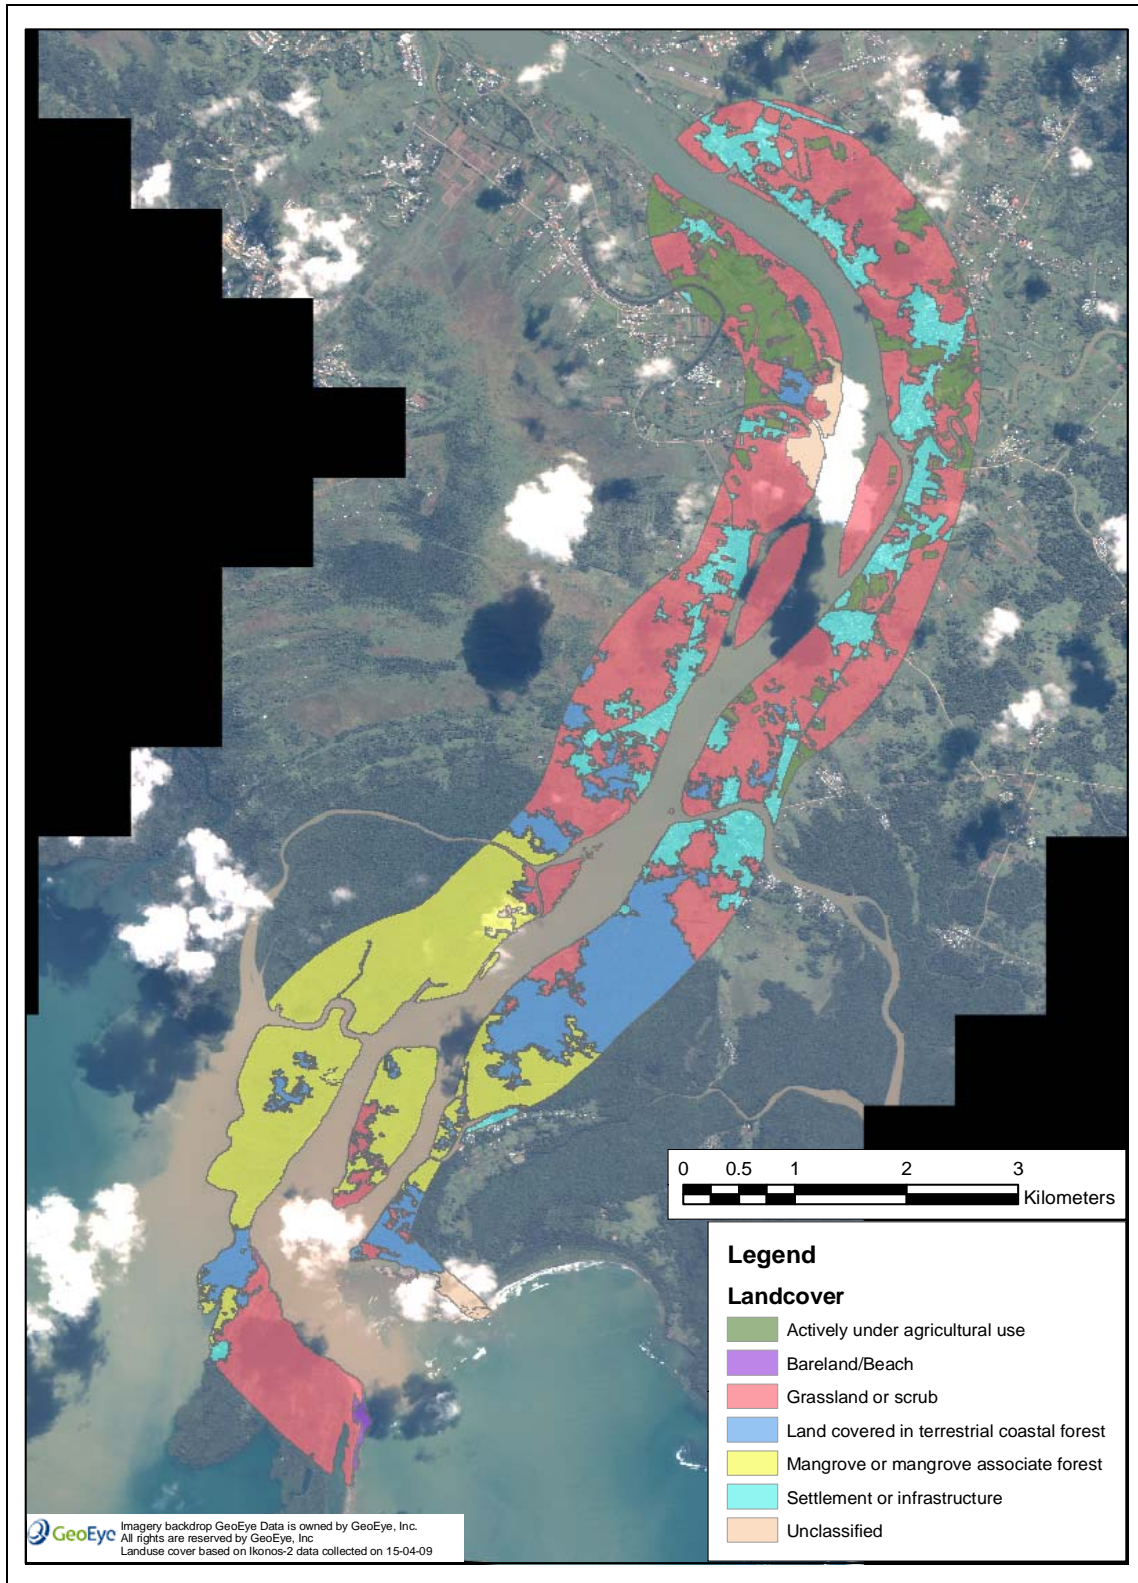 0 0.5 1 2 3
Kilometers
Legend
Landcover
Actively under agricultural use
Bareland/Beach
Grassland or scrub
Land covered in terrestrial coastal forest
Mangrove or mangrove associate forest
Settlement or infrastructure
Unclassified
GeoEye
Imagery backdrop GeoEye Data is owned by GeoEye, Inc.
All rights are reserved by GeoEye, Inc
Landuse cover based on Ikonos-2 data collected on 15-04-09